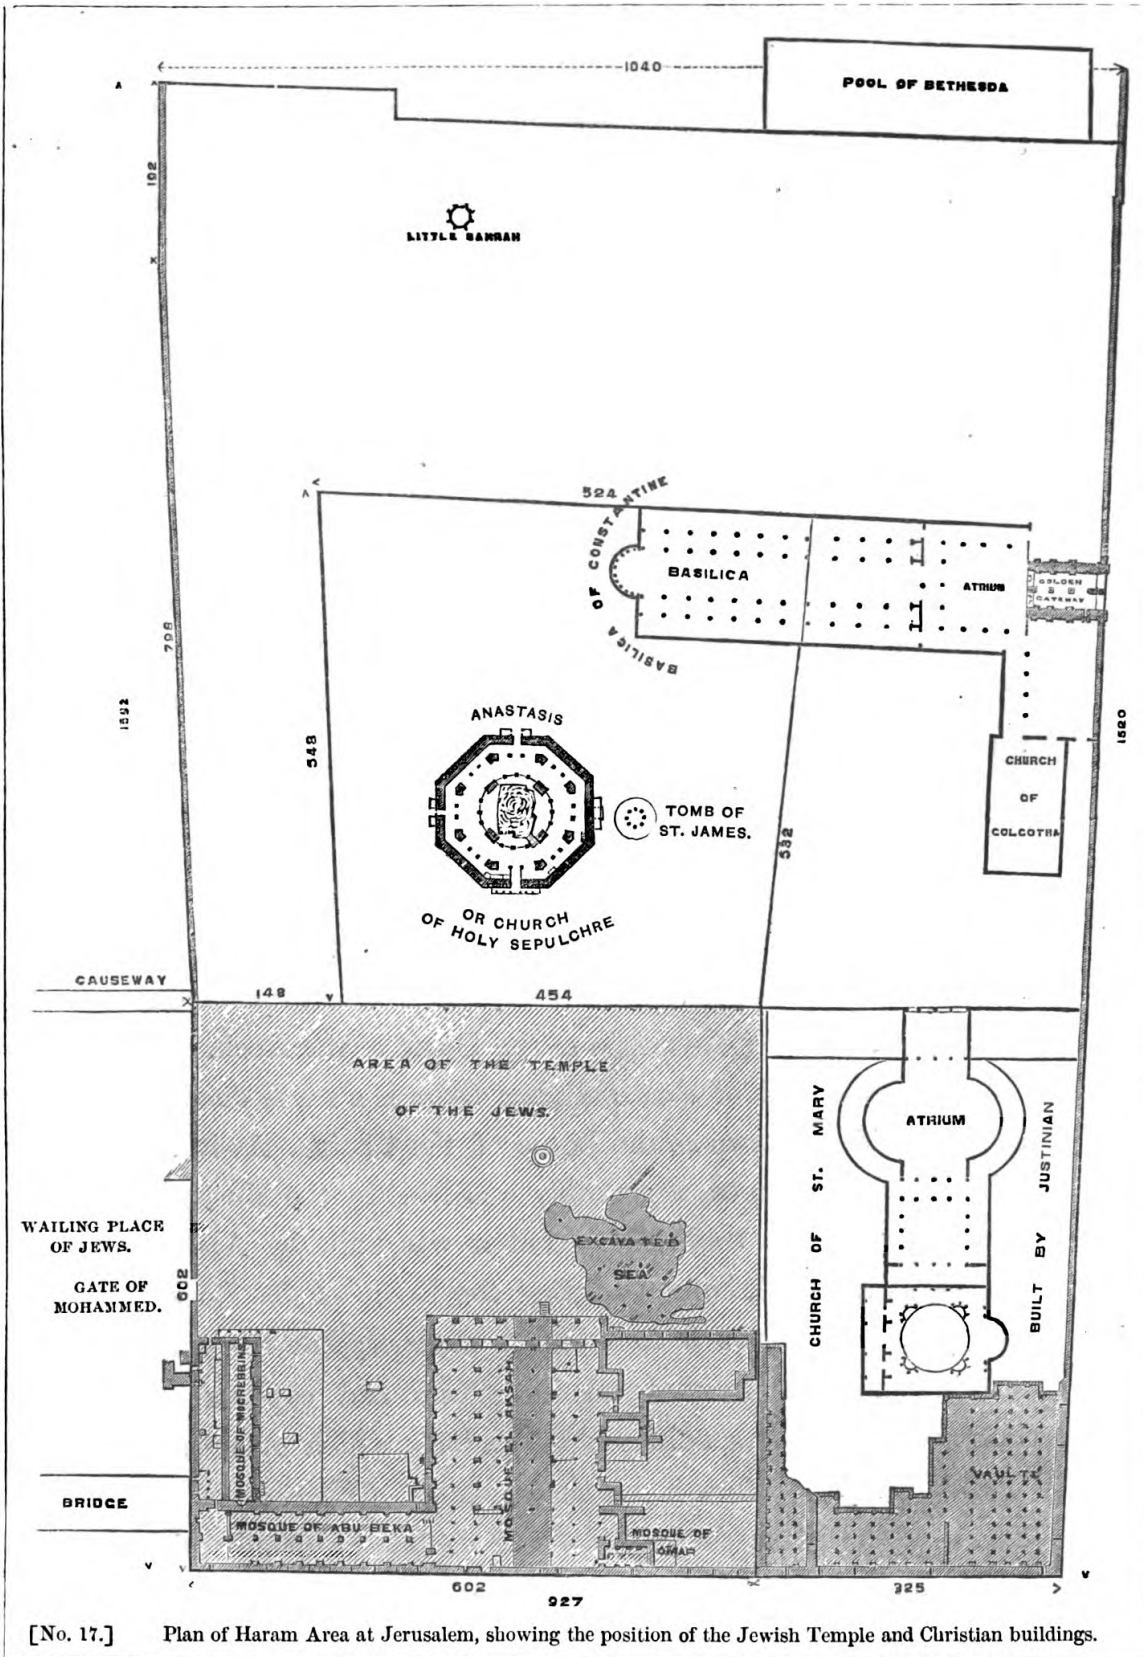 1040
A
POOL OF BETHESDA
102
LITTLE SAKRAH
524
BASILICA OF CONSTANTINE
BASILICA
ATRIUM
GOLDEN
GATEWAY
798
1592
548
1520
ANASTASIS
TOMB OF
ST. JAMES.
532
CHURCH
OF
GOLGOTHA
OR CHURCH
OF HOLY SEPULCHRE
CAUSEWAY
148
454
AREA OF THE TEMPLE
OF THE JEWS.
CHURCH OF ST. MARY
ATRIUM
BUILT BY JUSTINIAN
WAILING PLACE
OF JEWS.
GATE OF
MOHAMMED.
602
EXCAVATED
SEA
MOSQUE OF MOGREBBINS
MOSQUE EL AKSAH
VAULTS
BRIDGE
MOSQUE OF ABU BEKA
MOSQUE OF
OMAR
602
325
927
[No. 17.] Plan of Haram Area at Jerusalem, showing the position of the Jewish Temple and Christian buildings.